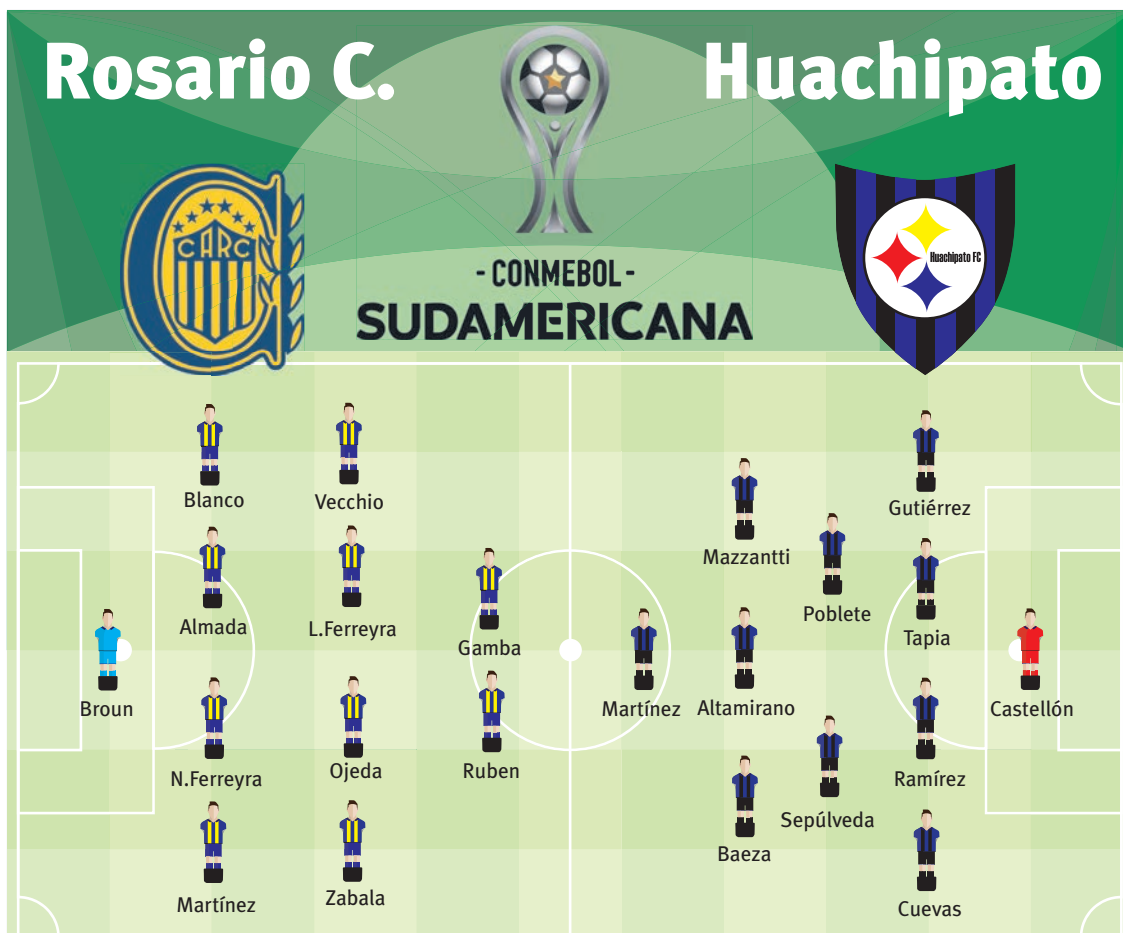 Rosario C.
Huachipato
CARC
Huachipato FC
- CONMEBOL -
SUDAMERICANA
Blanco
Vecchio
Almada
L.Ferreyra
Gamba
Broun
N.Ferreyra
Ojeda
Ruben
Martínez
Zabala
Gutiérrez
Mazzantti
Poblete
Tapia
Martínez
Altamirano
Castellón
Ramírez
Sepúlveda
Baeza
Cuevas